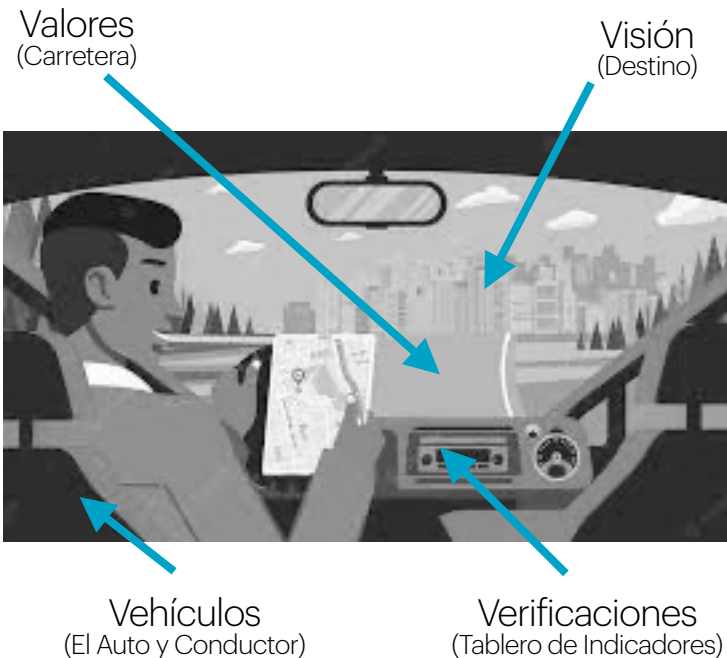 Valores
(Carretera)
Visión
(Destino)
Vehículos
(El Auto y Conductor)
Verificaciones
(Tablero de Indicadores)